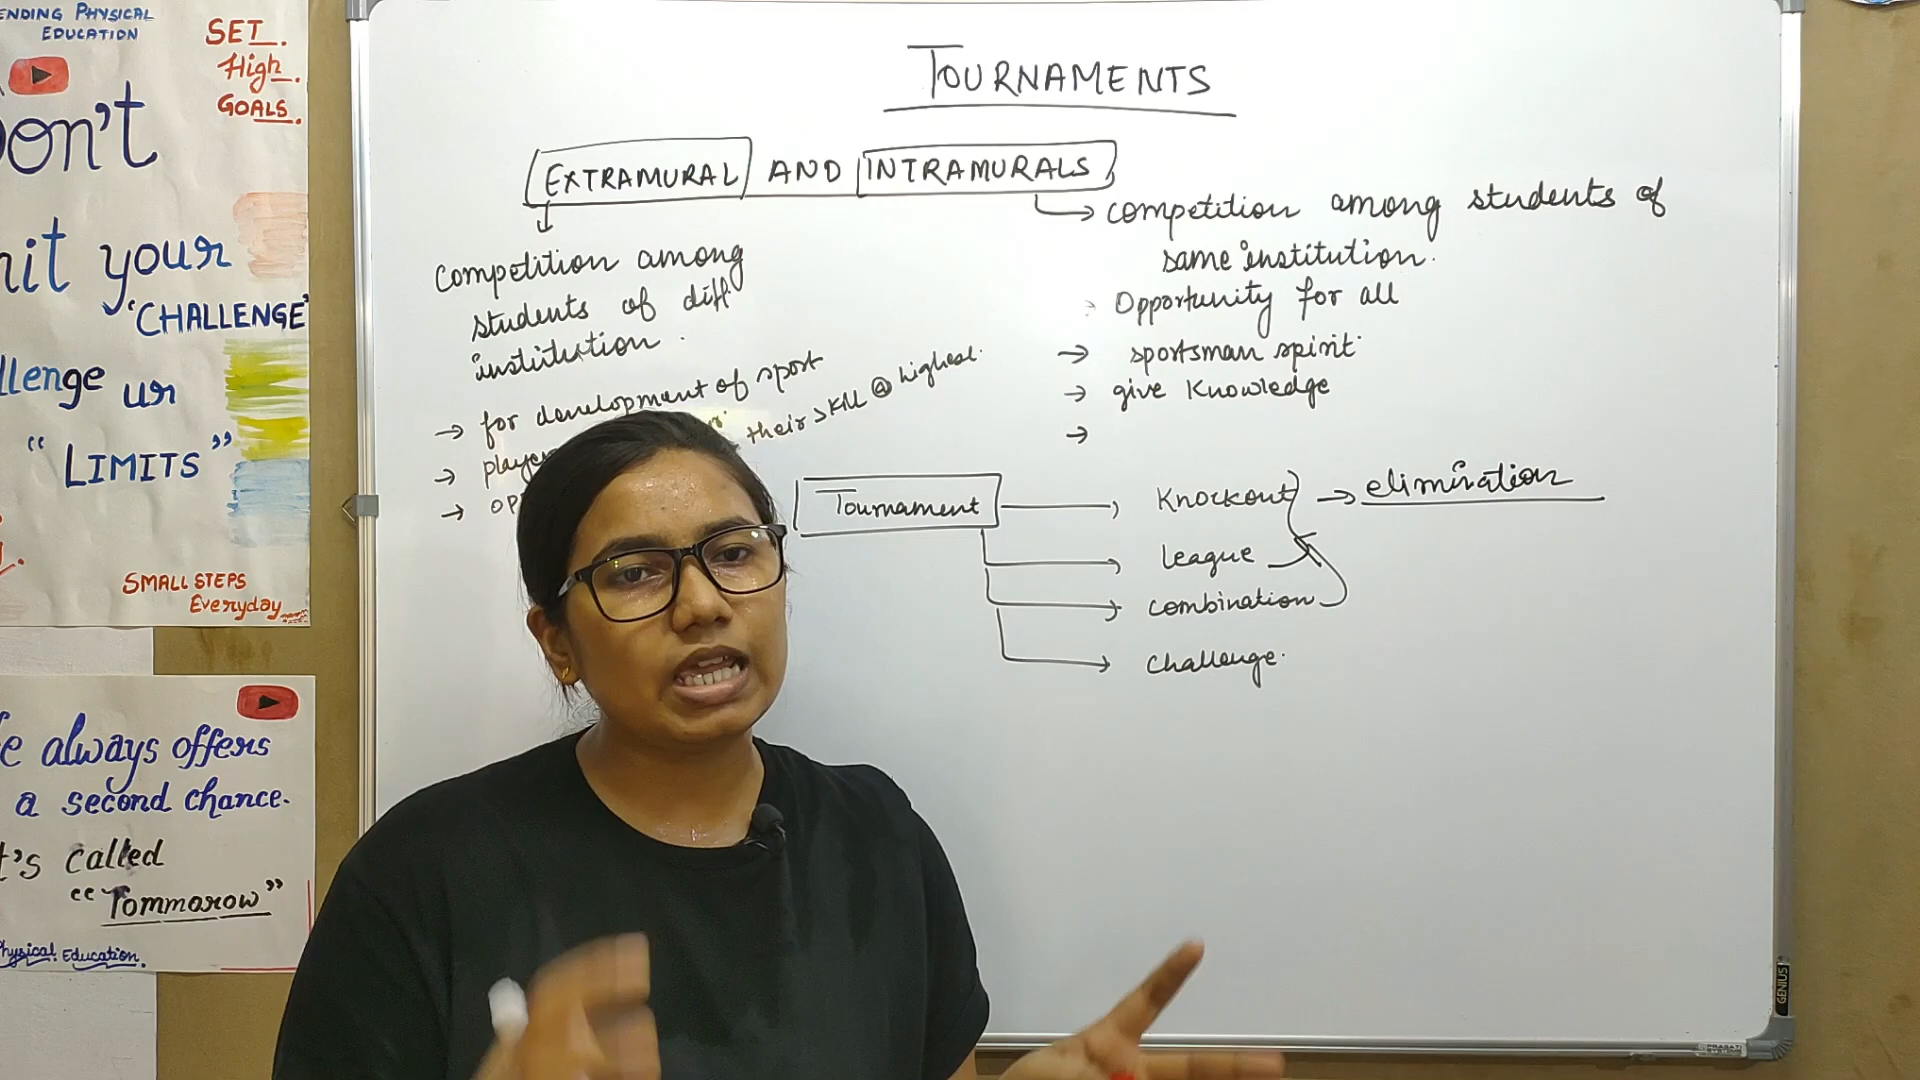 ENDING PHYSICAL
EDUCATION
SET.
High.
GOALS.
Don't
your
'CHALLENGE'
ur
"LIMITS"
SMALL STEPS
Everyday
always offers
a second chance.
called
"Tommorow"
Physical Education.
TOURNAMENTS
EXTRAMURAL AND INTRAMURALS
Competition among
students of diff
institution.
→ for development of sport
→ player their skill @ highest.
→ op
→ competition among students of
same institution.
Opportunity for all
→ sportsman spirit.
→ give knowledge
→
Tournament
Knockout → elimination
league
combination
challenge.
GENIUS